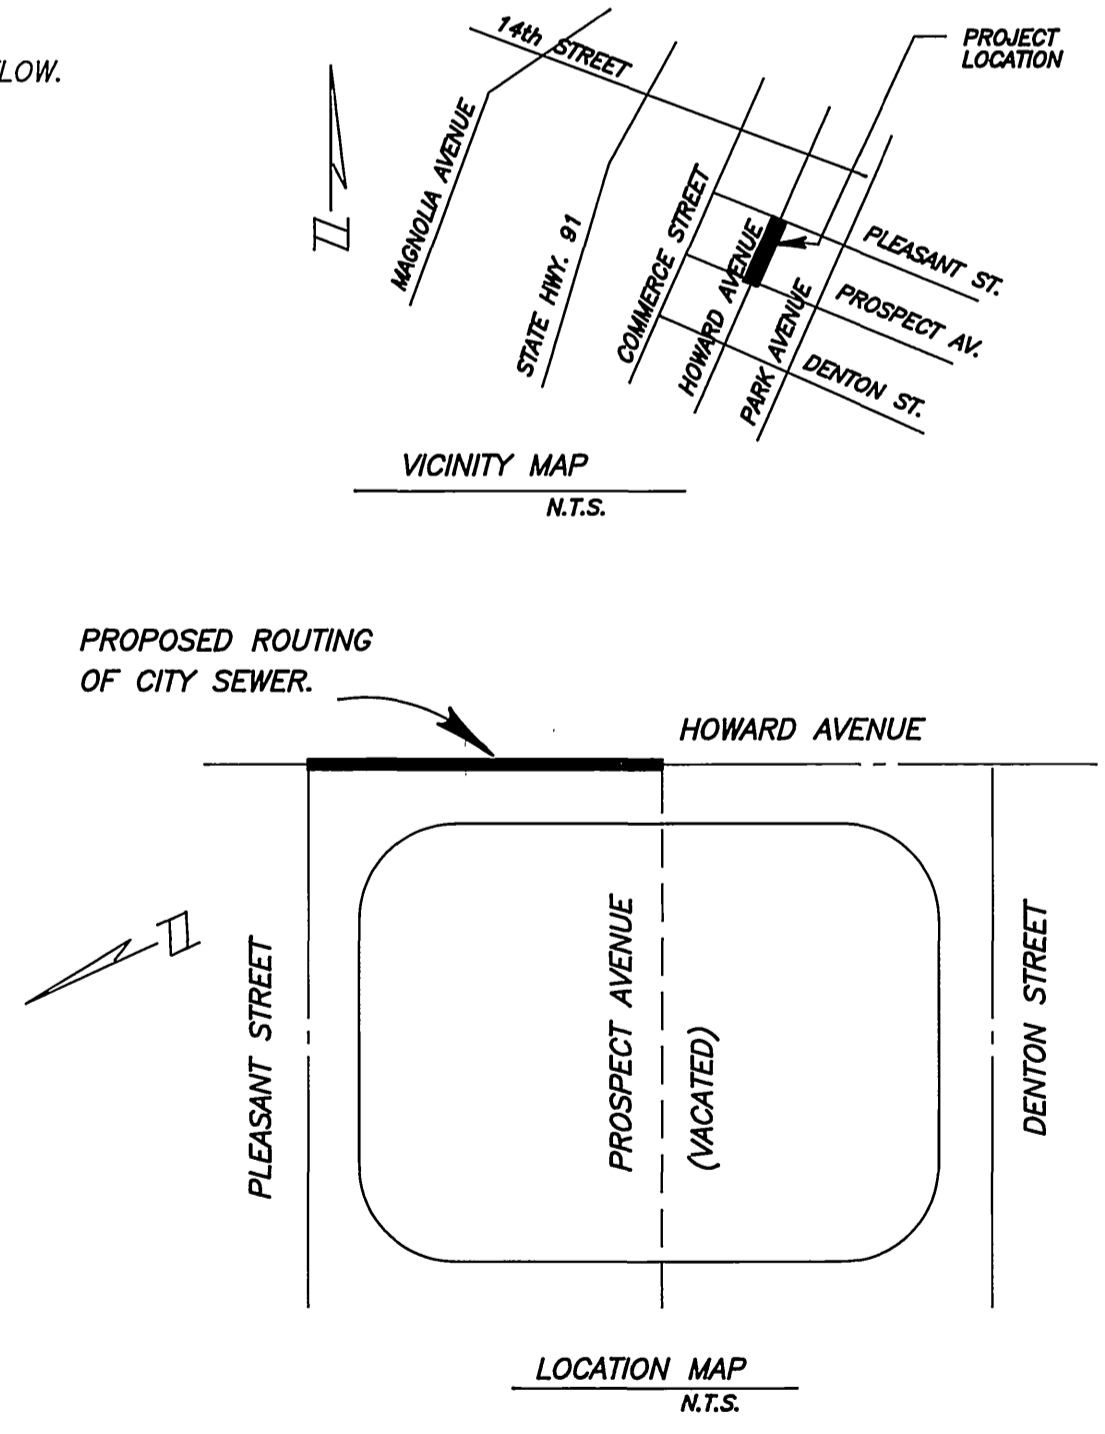 LOW.
14th STREET
PROJECT
LOCATION
MAGNOLIA AVENUE
STATE HWY. 91
COMMERCE STREET
HOWARD AVENUE
PARK AVENUE
PLEASANT ST.
PROSPECT AV.
DENTON ST.
N
VICINITY MAP
N.T.S.
PROPOSED ROUTING
OF CITY SEWER.
HOWARD AVENUE
N
PLEASANT STREET
PROSPECT AVENUE
(VACATED)
DENTON STREET
LOCATION MAP
N.T.S.